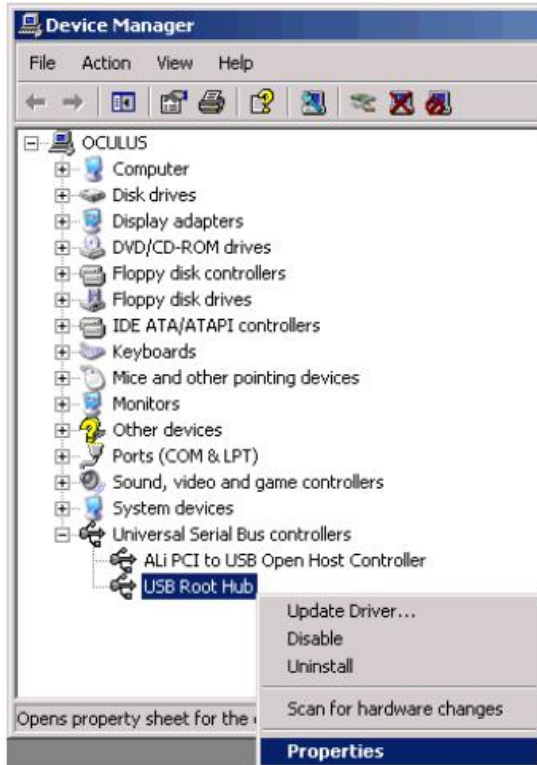 Device Manager
File Action View Help
OCULUS
Computer
Disk drives
Display adapters
DVD/CD-ROM drives
Floppy disk controllers
Floppy disk drives
IDE ATA/ATAPI controllers
Keyboards
Mice and other pointing devices
Monitors
Other devices
Ports (COM & LPT)
Sound, video and game controllers
System devices
Universal Serial Bus controllers
ALi PCI to USB Open Host Controller
USB Root Hub
Update Driver...
Disable
Uninstall
Scan for hardware changes
Opens property sheet for the
Properties